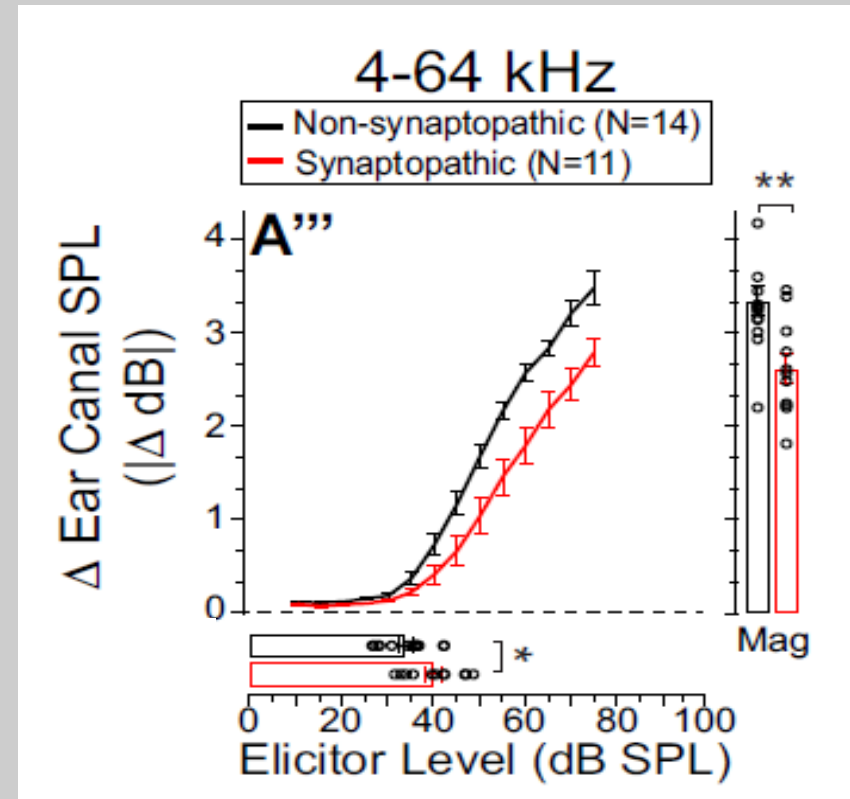 4-64 kHz
Non-synaptopathic (N=14)
Synaptopathic (N=11)
**
A’’’
Δ Ear Canal SPL
(|Δ dB|)
4
3
2
1
0
Mag
*
0 20 40 60 80 100
Elicitor Level (dB SPL)